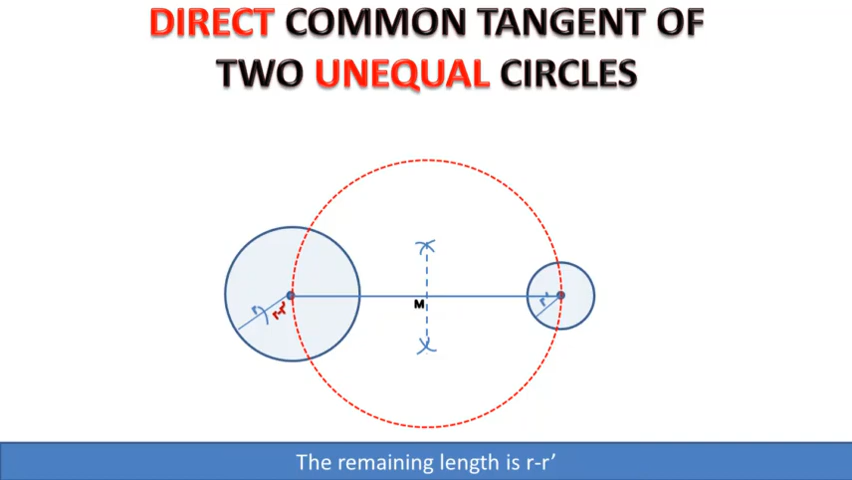 DIRECT COMMON TANGENT OF
TWO UNEQUAL CIRCLES
r
r-r'
M
r'
The remaining length is r-r’